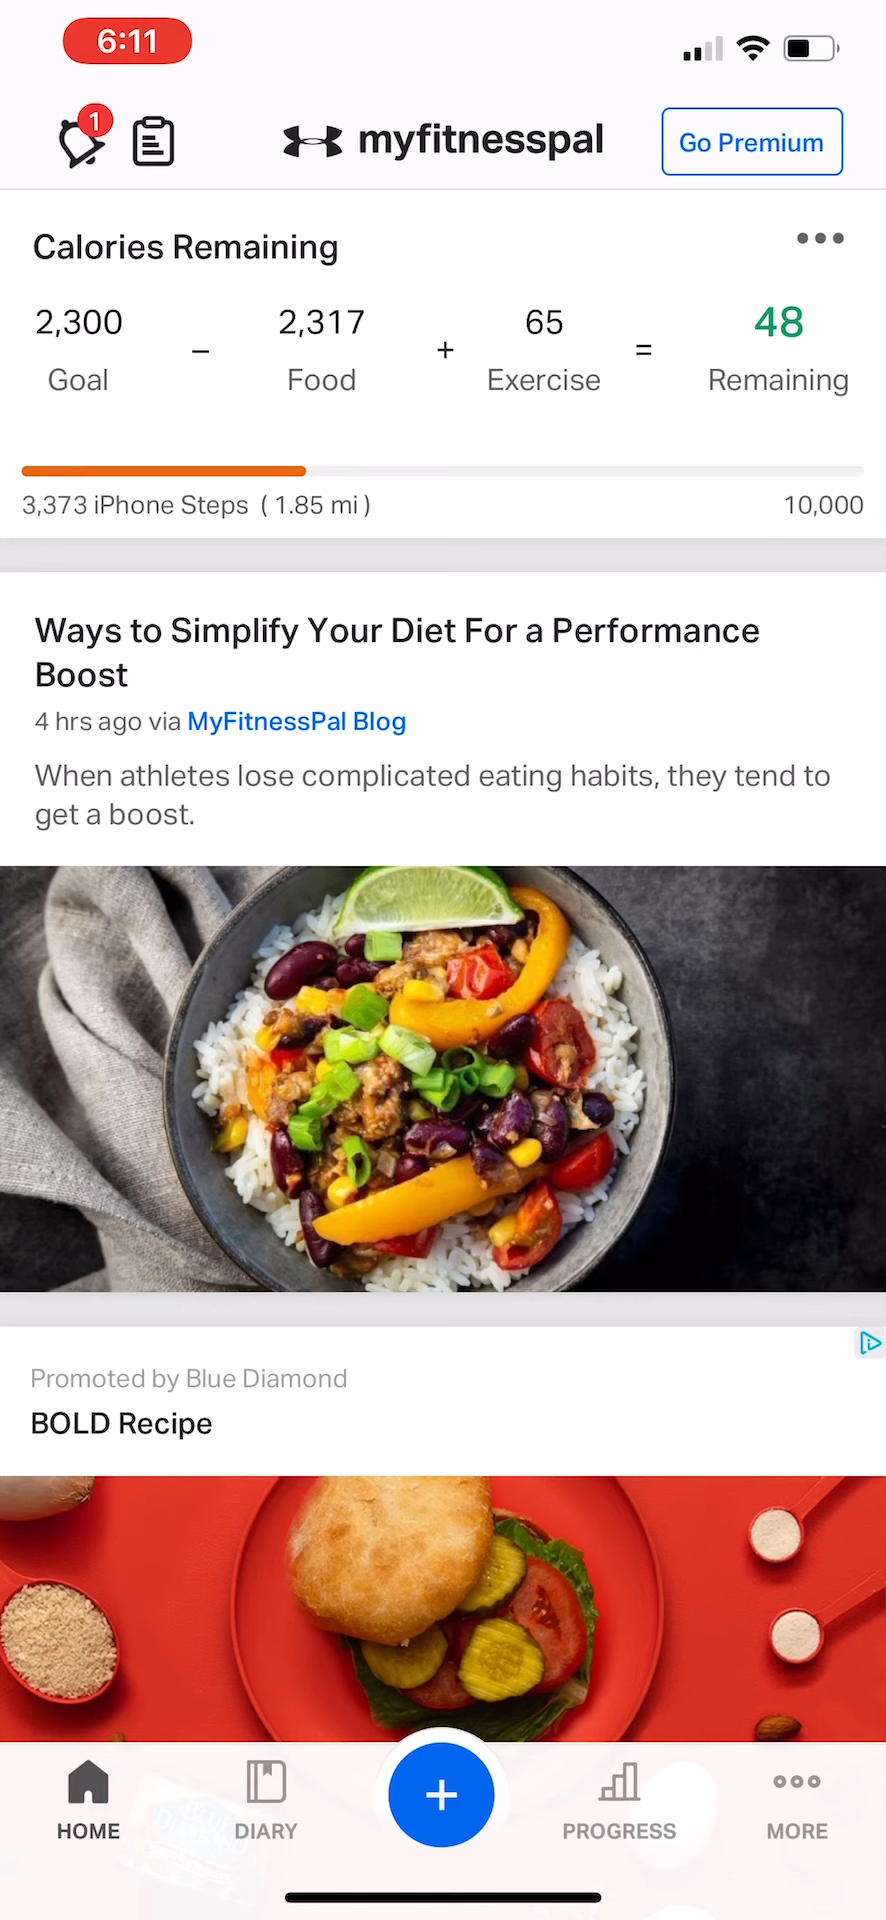 6:11
1
myfitnesspal
Go Premium
Calories Remaining
2,300 - 2,317 + 65 = 48
Goal Food Exercise Remaining
3,373 iPhone Steps ( 1.85 mi ) 10,000
Ways to Simplify Your Diet For a Performance
Boost
4 hrs ago via MyFitnessPal Blog
When athletes lose complicated eating habits, they tend to
get a boost.
Promoted by Blue Diamond
BOLD Recipe
+
HOME DIARY PROGRESS MORE